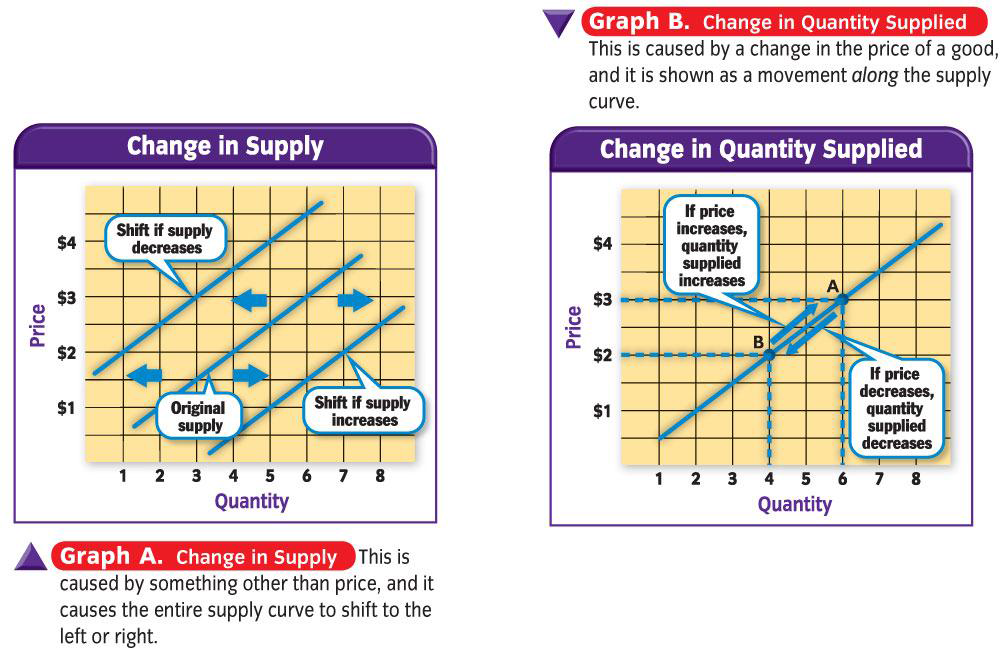 Graph B. Change in Quantity Supplied
This is caused by a change in the price of a good,
and it is shown as a movement along the supply
curve.
Change in Supply
Shift if supply
decreases
$4
$3
$2
$1
Price
Original
supply
Shift if supply
increases
1 2 3 4 5 6 7 8
Quantity
Graph A. Change in Supply This is
caused by something other than price, and it
causes the entire supply curve to shift to the
left or right.
Change in Quantity Supplied
If price
increases,
quantity
supplied
increases
$4
$3
$2
$1
Price
A
B
If price
decreases,
quantity
supplied
decreases
1 2 3 4 5 6 7 8
Quantity